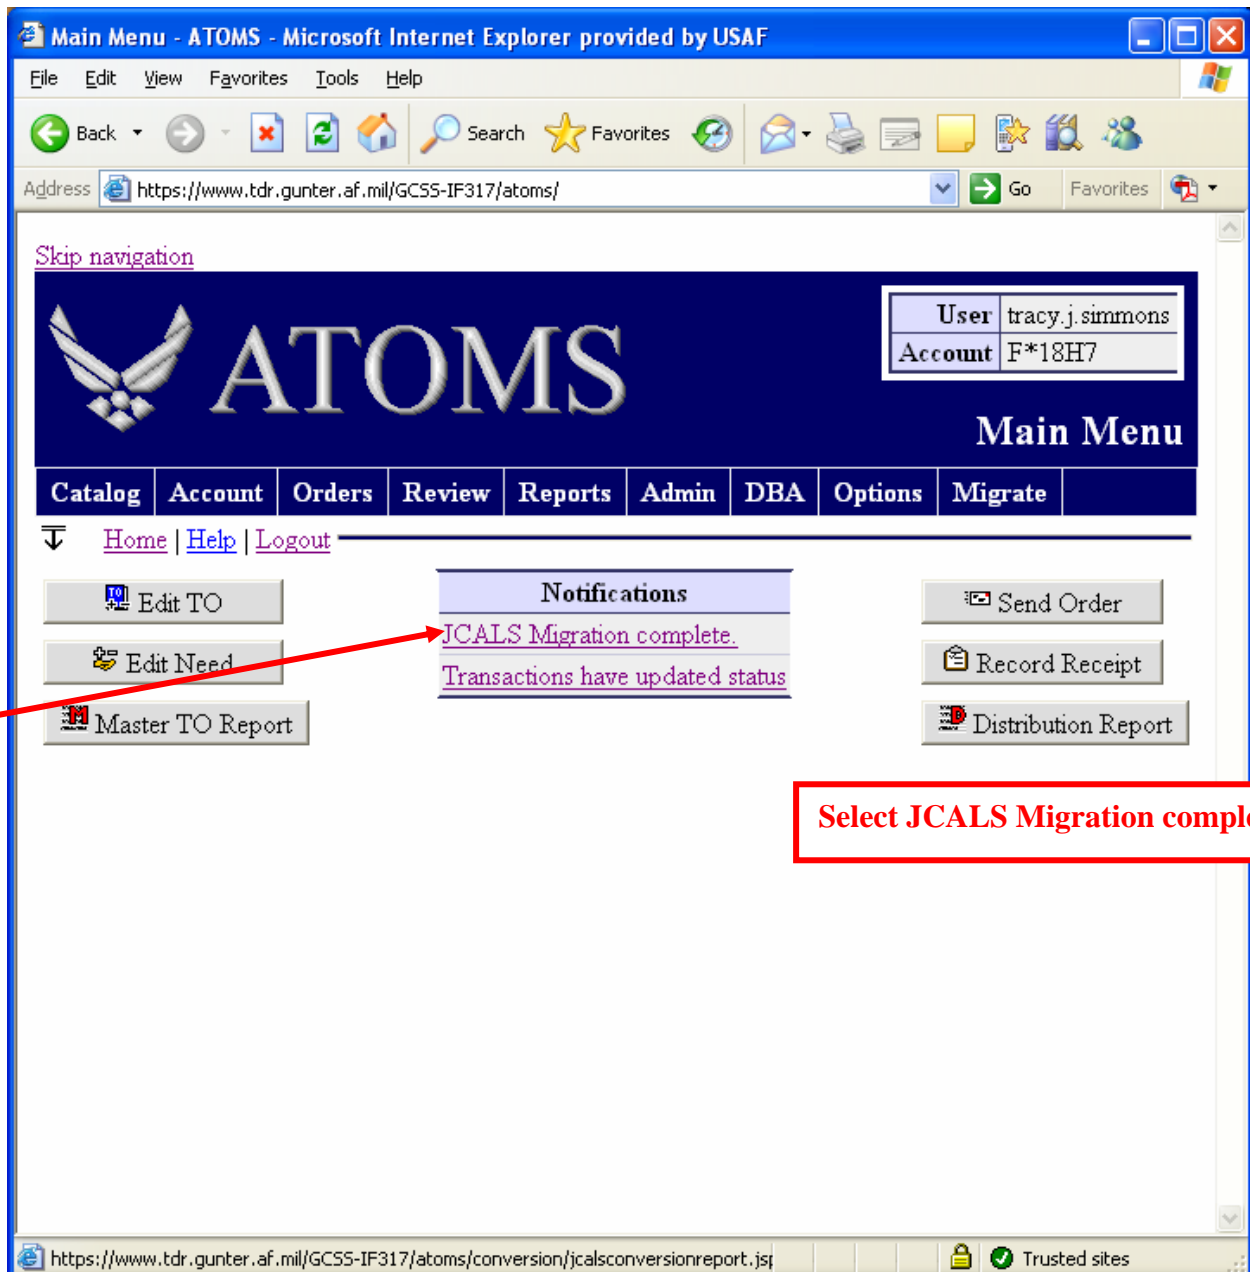 Main Menu - ATOMS - Microsoft Internet Explorer provided by USAF
File Edit View Favorites Tools Help
Back Search Favorites
Address https://www.tdr.gunter.af.mil/GCSS-IF317/atoms/ Go Favorites
Skip navigation
ATOMS
User tracy.j.simmons
Account F*18H7
Main Menu
Catalog Account Orders Review Reports Admin DBA Options Migrate
Home | Help | Logout
Edit TO
Notifications
Send Order
JCALS Migration complete.
Edit Need
Record Receipt
Transactions have updated status
Master TO Report
Distribution Report
Select JCALS Migration
https://www.tdr.gunter.af.mil/GCSS-IF317/atoms/conversion/jcalsconversionreport.jsp Trusted sites